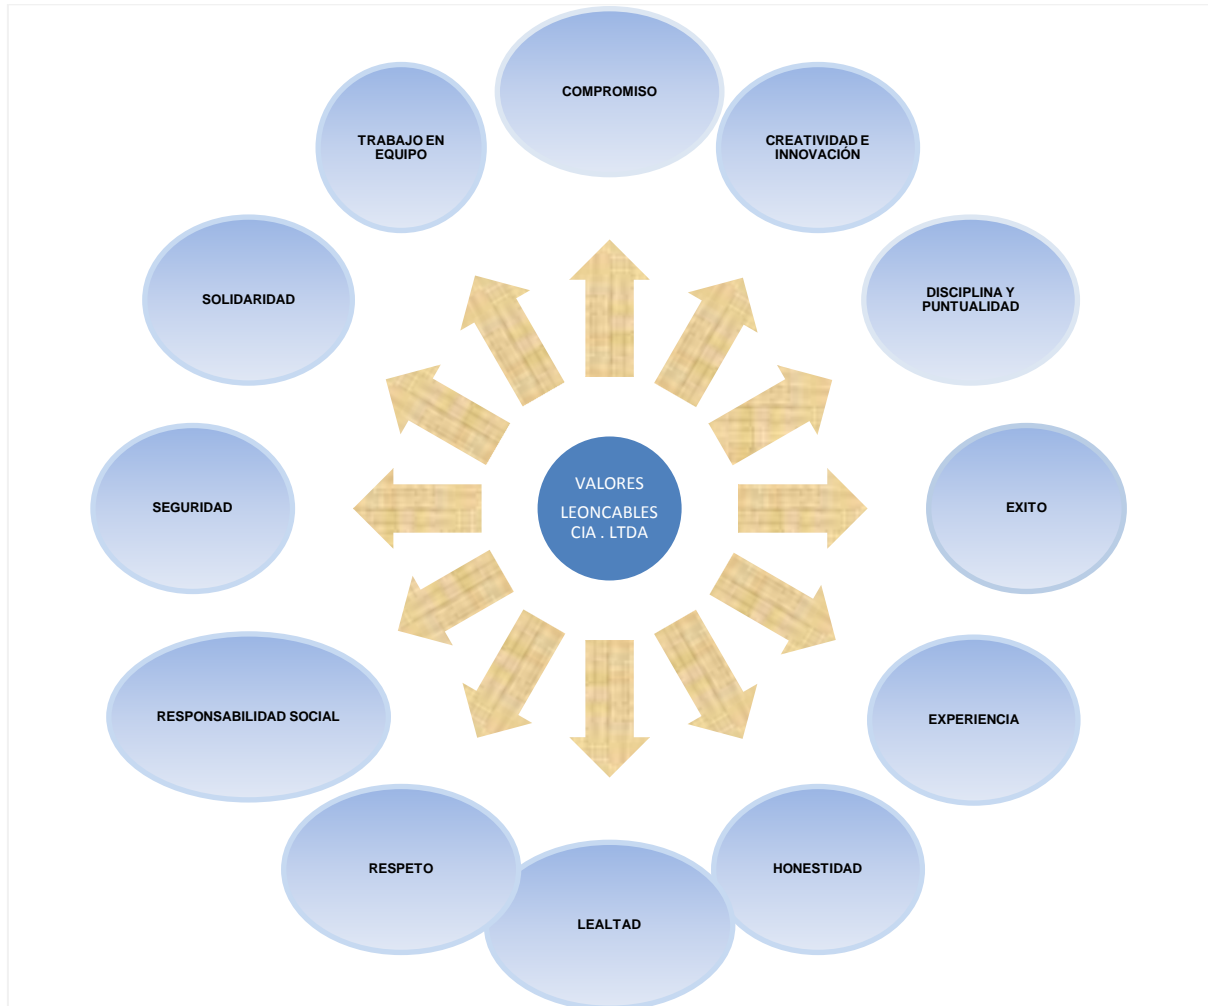 COMPROMISO
CREATIVIDAD E
INNOVACIÓN
DISCIPLINA Y
PUNTUALIDAD
EXITO
EXPERIENCIA
HONESTIDAD
LEALTAD
RESPETO
RESPONSABILIDAD SOCIAL
SEGURIDAD
SOLIDARIDAD
TRABAJO EN
EQUIPO
VALORES
LEONCABLES
CIA . LTDA